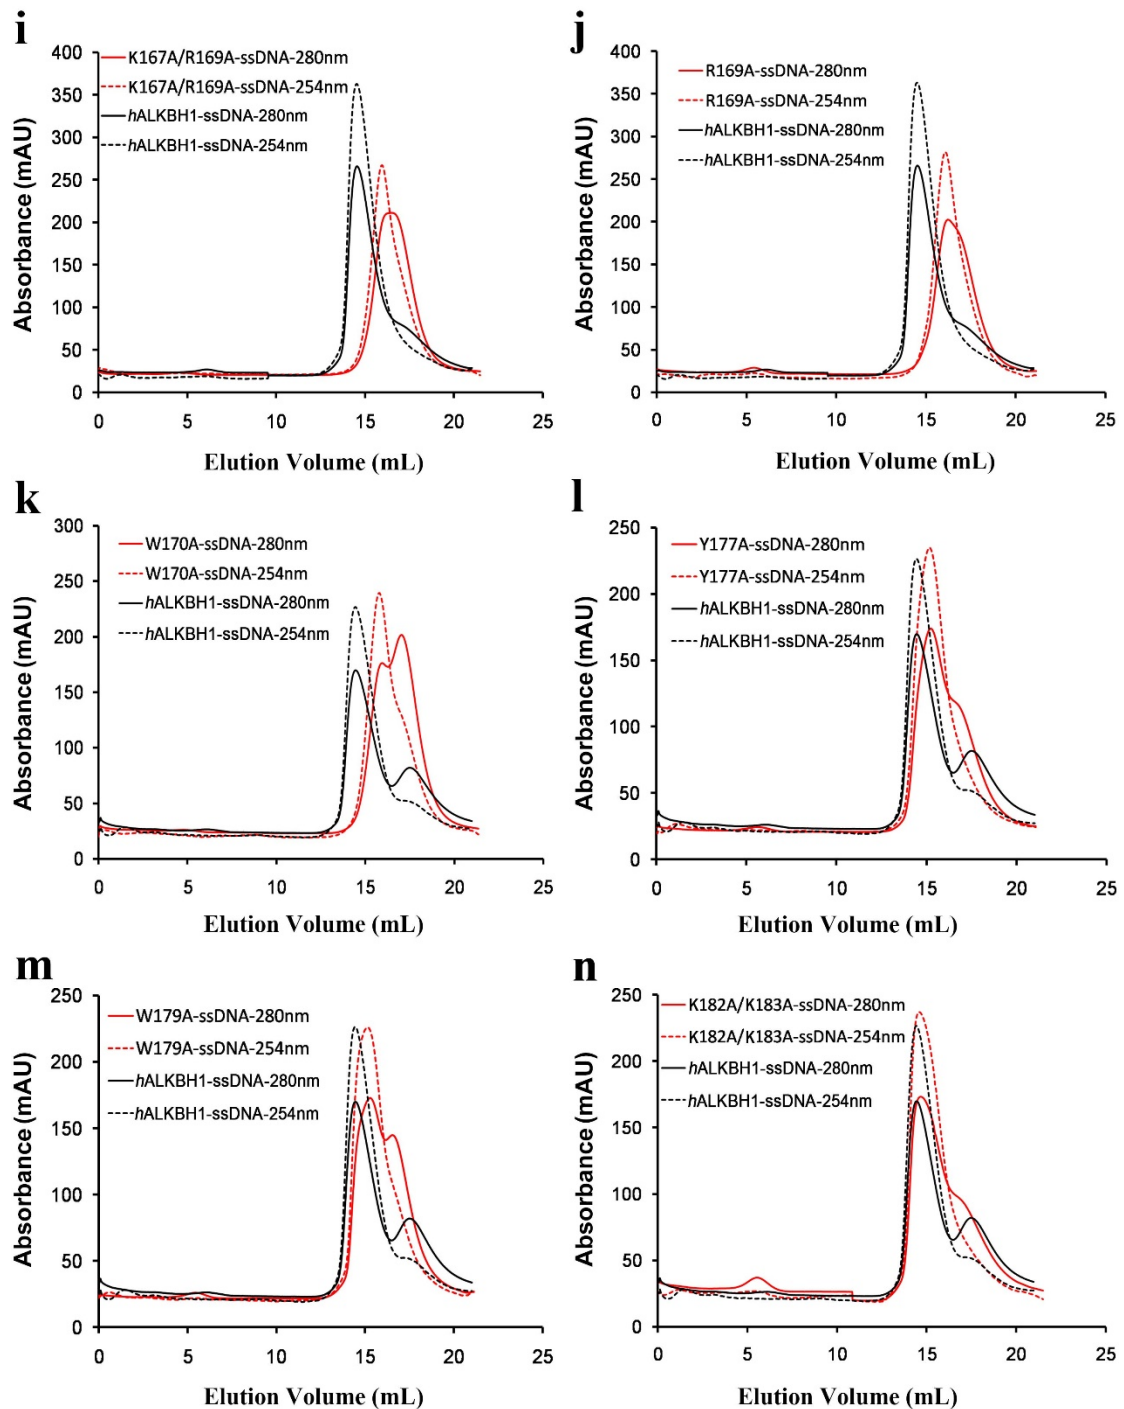 i
400
350
300
250
200
150
100
50
0
K167A/R169A-ssDNA-280nm
K167A/R169A-ssDNA-254nm
hALKBH1-ssDNA-280nm
hALKBH1-ssDNA-254nm
Absorbance (mAU)
0 5 10 15 20 25
Elution Volume (mL)
j
400
350
300
250
200
150
100
50
0
R169A-ssDNA-280nm
R169A-ssDNA-254nm
hALKBH1-ssDNA-280nm
hALKBH1-ssDNA-254nm
Absorbance (mAU)
0 5 10 15 20 25
Elution Volume (mL)
k
300
250
200
150
100
50
0
W170A-ssDNA-280nm
W170A-ssDNA-254nm
hALKBH1-ssDNA-280nm
hALKBH1-ssDNA-254nm
Absorbance (mAU)
0 5 10 15 20 25
Elution Volume (mL)
l
250
200
150
100
50
0
Y177A-ssDNA-280nm
Y177A-ssDNA-254nm
hALKBH1-ssDNA-280nm
hALKBH1-ssDNA-254nm
Absorbance (mAU)
0 5 10 15 20 25
Elution Volume (mL)
m
250
200
150
100
50
0
W179A-ssDNA-280nm
W179A-ssDNA-254nm
hALKBH1-ssDNA-280nm
hALKBH1-ssDNA-254nm
Absorbance (mAU)
0 5 10 15 20 25
Elution Volume (mL)
n
250
200
150
100
50
0
K182A/K183A-ssDNA-280nm
K182A/K183A-ssDNA-254nm
hALKBH1-ssDNA-280nm
hALKBH1-ssDNA-254nm
Absorbance (mAU)
0 5 10 15 20 25
Elution Volume (mL)